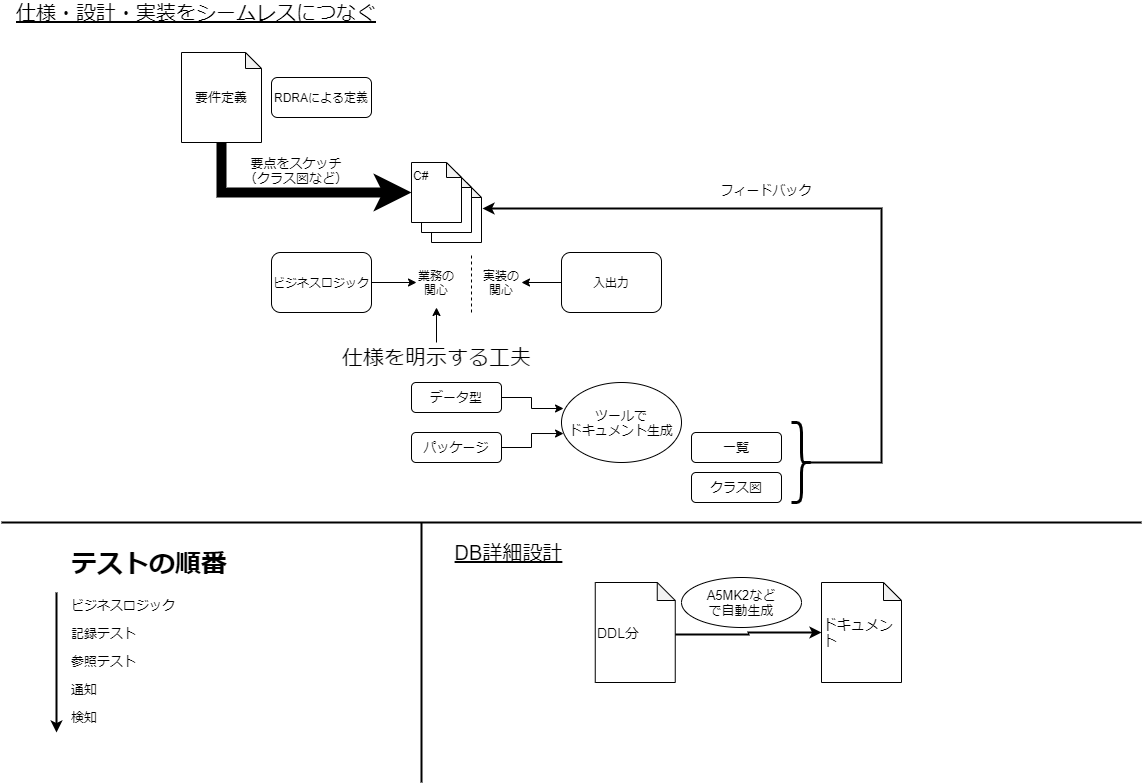 仕様・設計・実装をシームレスにつなぐ
要件定義
RDRAによる定義
要点をスケッチ
（クラス図など）
C#
フィードバック
ビジネスロジック
業務の
関心
実装の
関心
入出力
仕様を明示する工夫
データ型
パッケージ
ツールで
ドキュメント生成
一覧
クラス図
テストの順番
ビジネスロジック
記録テスト
参照テスト
通知
検知
DB詳細設計
DDL分
A5MK2など
で自動生成
ドキュメン
ト